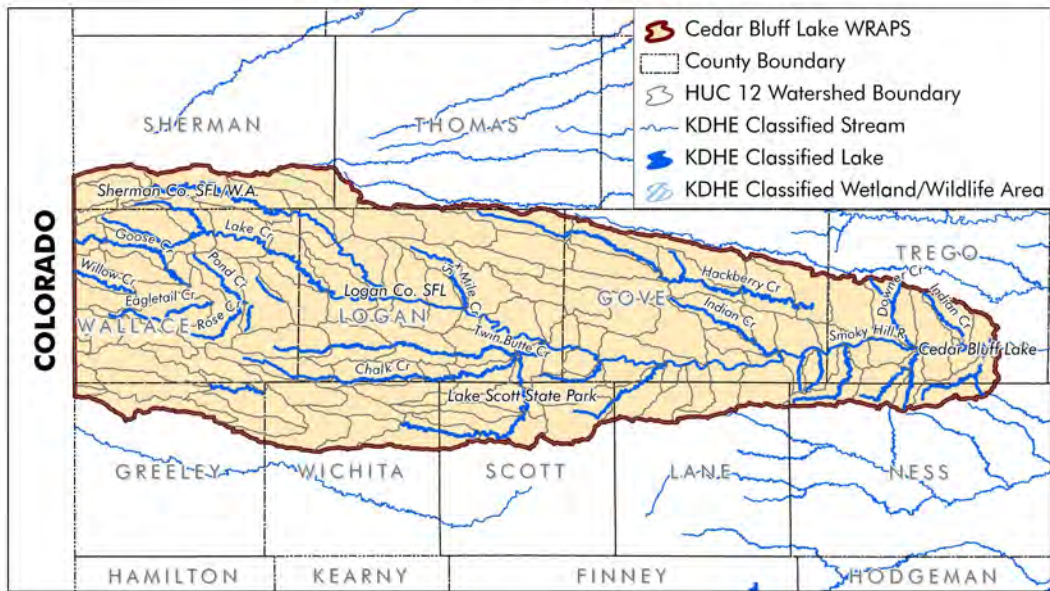 Cedar Bluff Lake WRAPS
County Boundary
HUC 12 Watershed Boundary
KDHE Classified Stream
KDHE Classified Lake
KDHE Classified Wetland/Wildlife Area
SHERMAN
THOMAS
COLORADO
Sherman Co. SFL/W.A.
Goose Cr
Lake Cr
Pond Cr
Willow Cr
Eagletail Cr
Rose Cr
WALLACE
Logan Co. SFL
LOGAN
Six Mile Cr
Twin Butte Cr
Chalk Cr
Lake Scott State Park
GOVE
Hackberry Cr
Indian Cr
TREGO
Downer Cr
Indian Cr
Smoky Hill R
Cedar Bluff Lake
GREELEY
WICHITA
SCOTT
LANE
NESS
HAMILTON
KEARNY
FINNEY
HODGEMAN